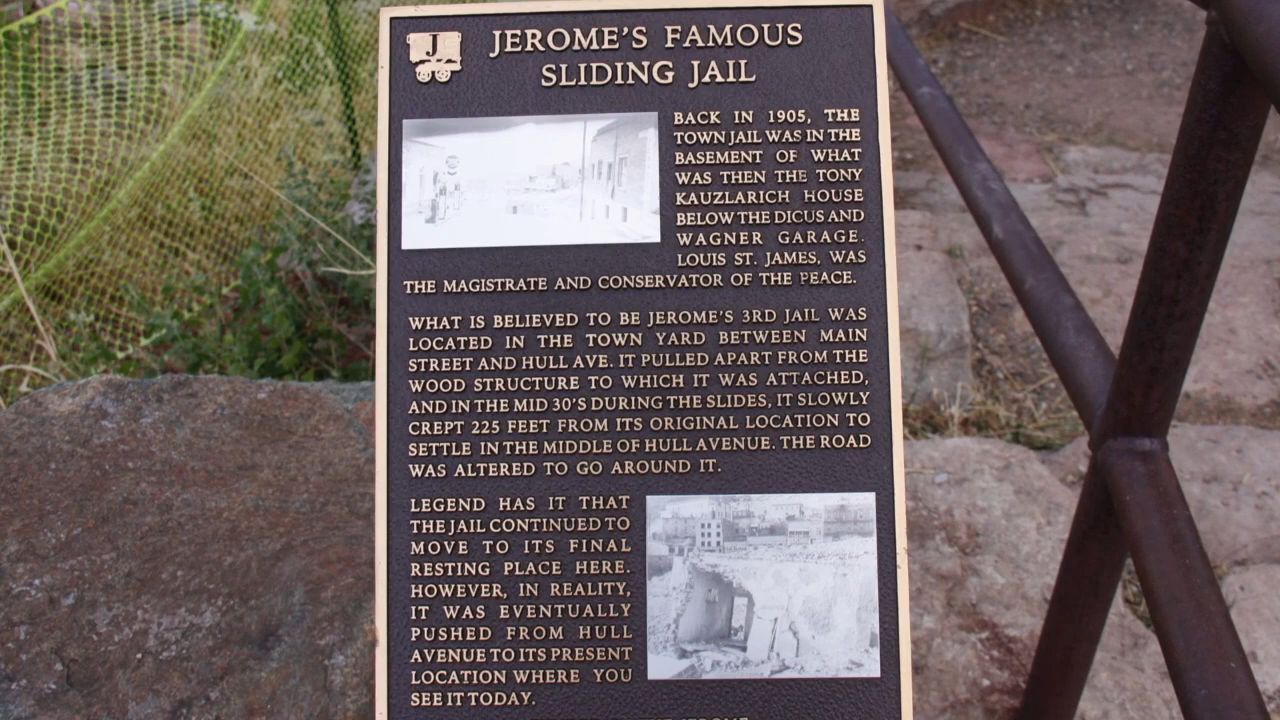 J
JEROME'S FAMOUS
SLIDING JAIL
BACK IN 1905, THE
TOWN JAIL WAS IN THE
BASEMENT OF WHAT
WAS THEN THE TONY
KAUZLARICH HOUSE
BELOW THE DICUS AND
WAGNER GARAGE.
LOUIS ST. JAMES, WAS
THE MAGISTRATE AND CONSERVATOR OF THE PEACE.
WHAT IS BELIEVED TO BE JEROME'S 3RD JAIL WAS
LOCATED IN THE TOWN YARD BETWEEN MAIN
STREET AND HULL AVE. IT PULLED APART FROM THE
WOOD STRUCTURE TO WHICH IT WAS ATTACHED,
AND IN THE MID 30'S DURING THE SLIDES, IT SLOWLY
CREPT 225 FEET FROM ITS ORIGINAL LOCATION TO
SETTLE IN THE MIDDLE OF HULL AVENUE. THE ROAD
WAS ALTERED TO GO AROUND IT.
LEGEND HAS IT THAT
THE JAIL CONTINUED TO
MOVE TO ITS FINAL
RESTING PLACE HERE.
HOWEVER, IN REALITY,
IT WAS EVENTUALLY
PUSHED FROM HULL
AVENUE TO ITS PRESENT
LOCATION WHERE YOU
SEE IT TODAY.
JEROME